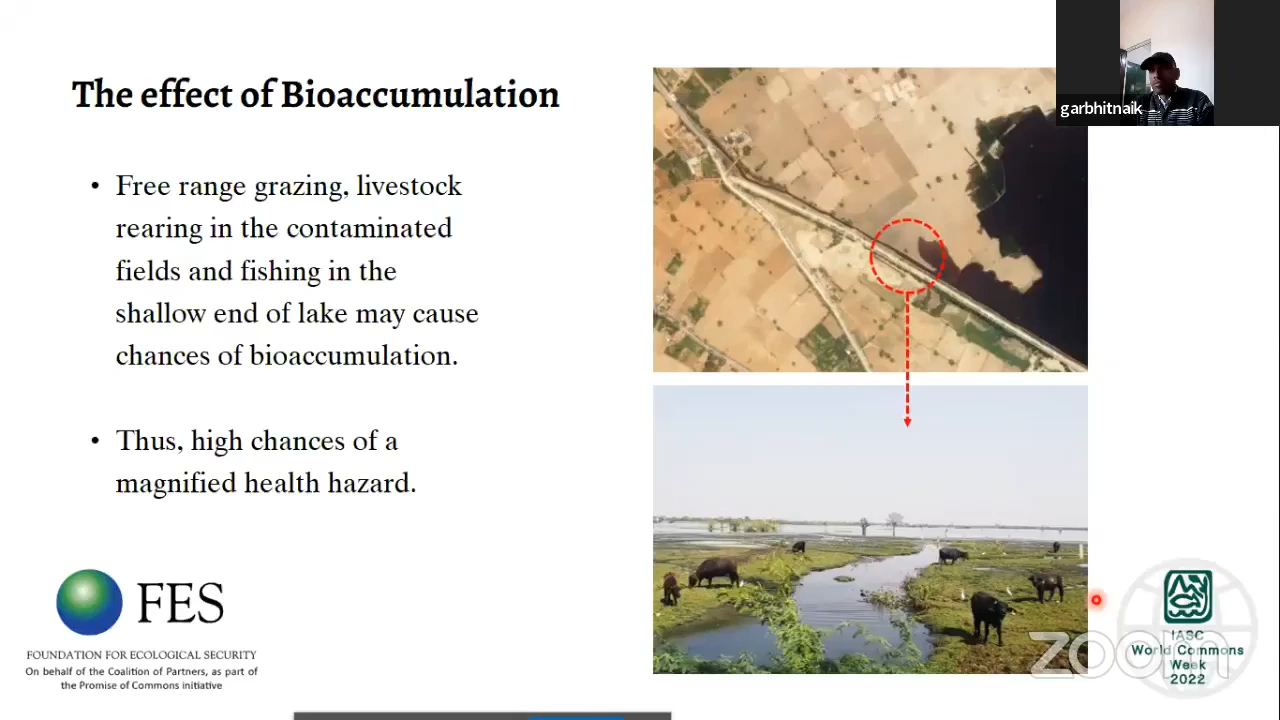 The effect of Bioaccumulation
• Free range grazing, livestock
rearing in the contaminated
fields and fishing in the
shallow end of lake may cause
chances of bioaccumulation.
• Thus, high chances of a
magnified health hazard.
garbhitnaik
FES
FOUNDATION FOR ECOLOGICAL SECURITY
On behalf of the Coalition of Partners, as part of
the Promise of Commons initiative
zoom
IASC
World Commons
Week
2022